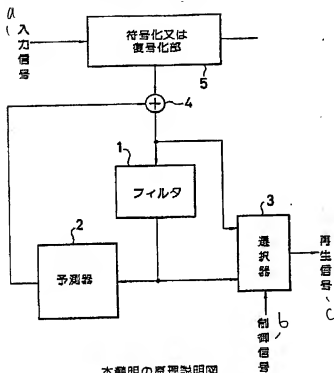 a
入力信号
符号化又は
復号化部
5
4
1
フィルタ
2
予測器
3
選択器
再生信号
c
b
制御信号
本発明の原理説明図